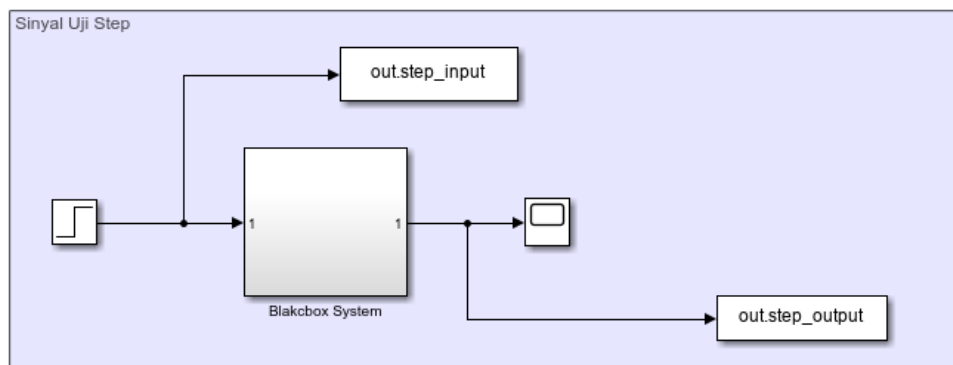 Sinyal Uji Step
out.step_input
1
1
Blakcbox System
out.step_output